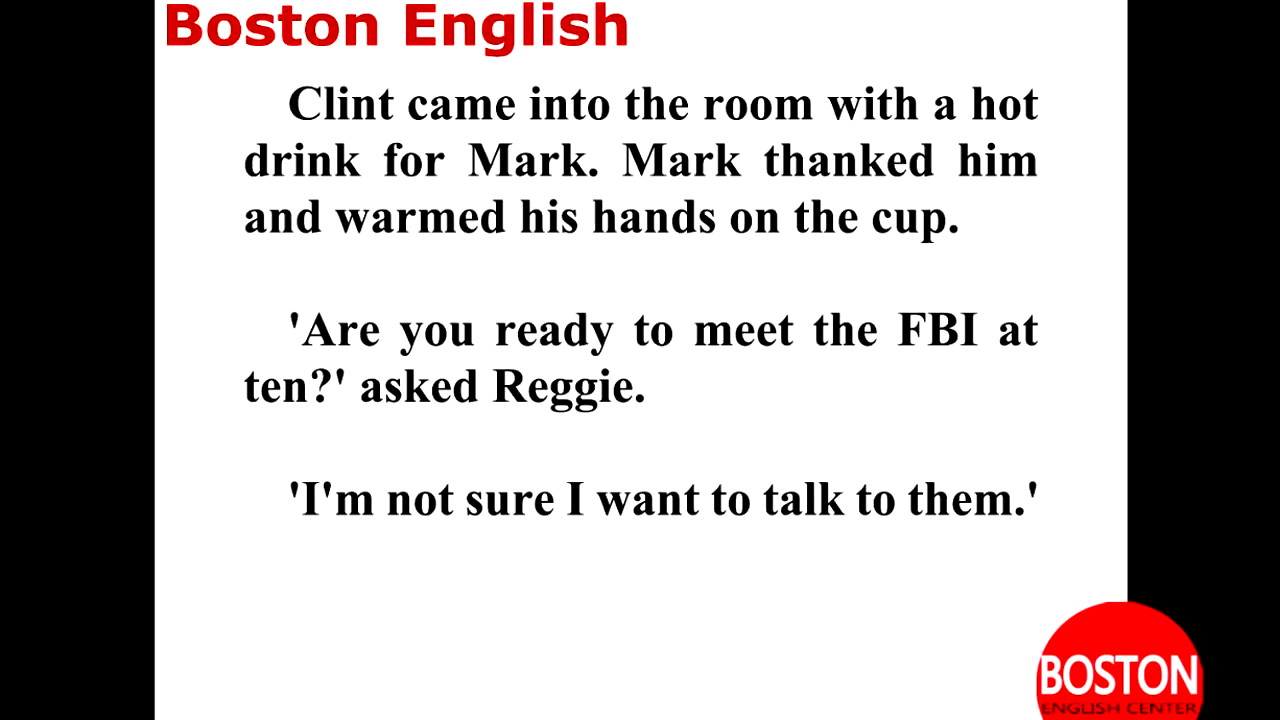 Boston English
Clint came into the room with a hot
drink for Mark. Mark thanked him
and warmed his hands on the cup.
'Are you ready to meet the FBI at
ten?' asked Reggie.
'I'm not sure I want to talk to them.'
BOSTON
ENGLISH CENTER